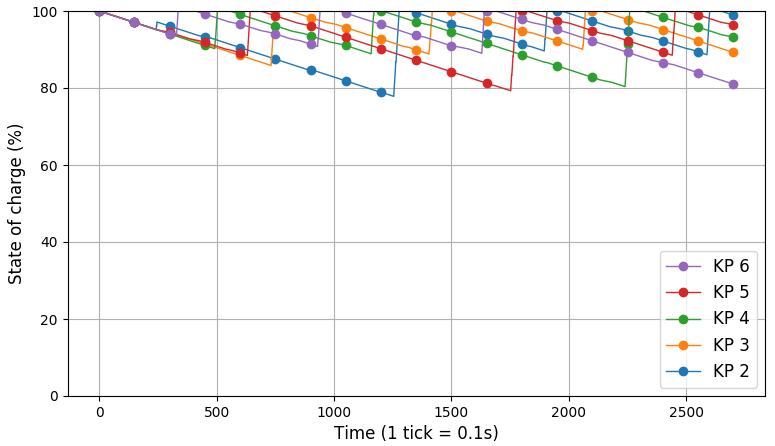 State of charge (%)
100
80
60
40
20
0
0 500 1000 1500 2000 2500
Time (1 tick = 0.1s)
KP 6
KP 5
KP 4
KP 3
KP 2